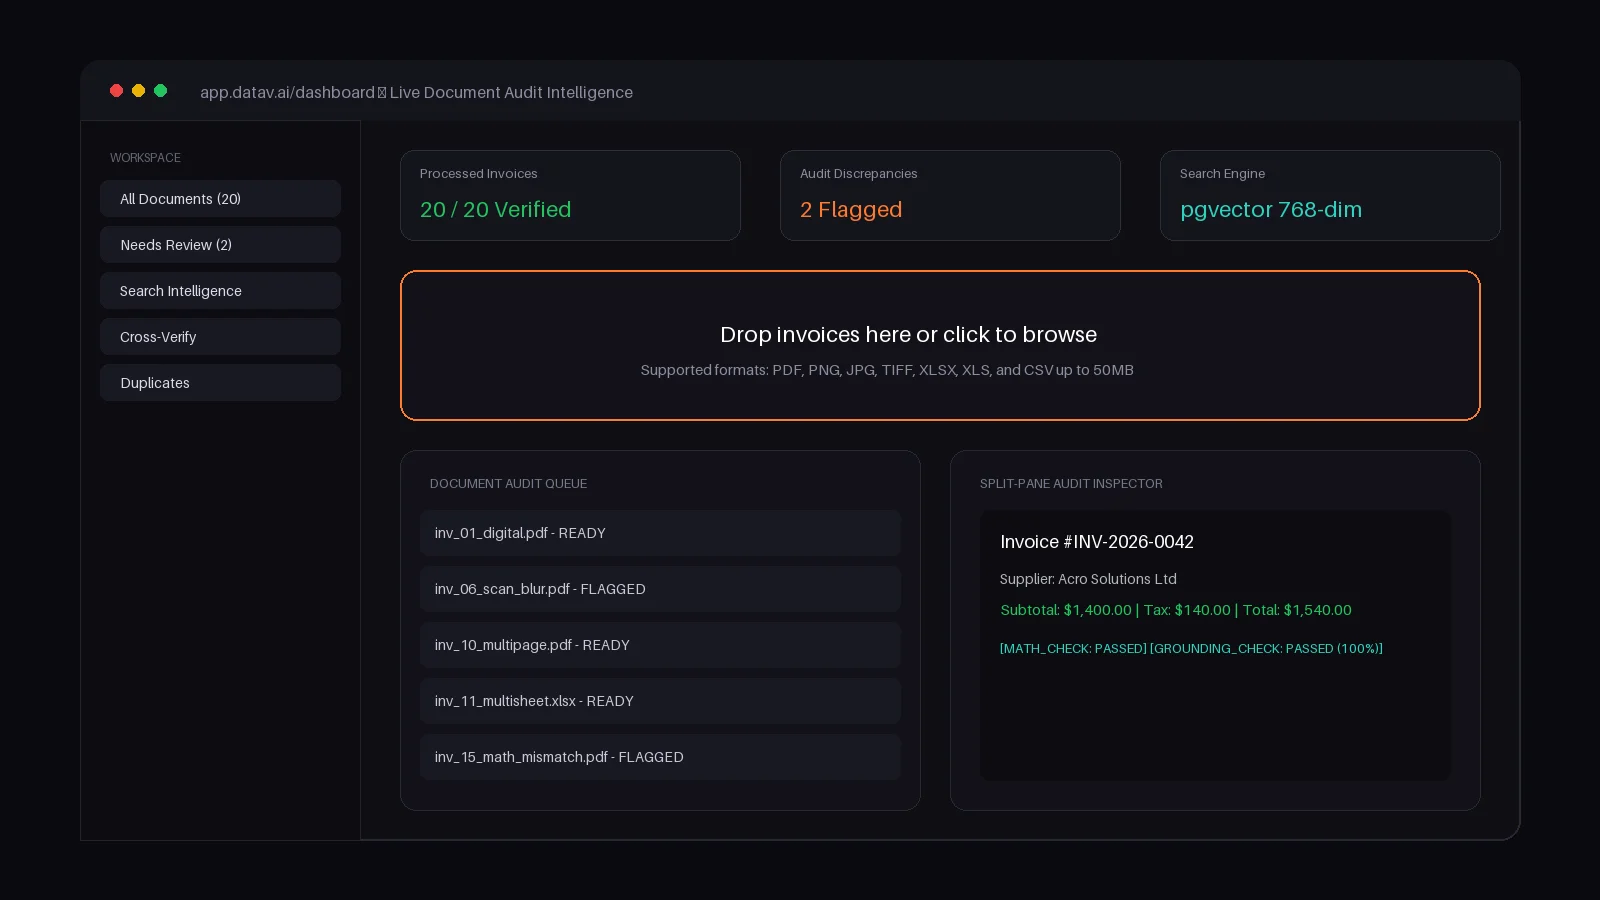 app.datav.ai/dashboard Live Document Audit Intelligence
WORKSPACE
All Documents (20)
Needs Review (2)
Search Intelligence
Cross-Verify
Duplicates
Processed Invoices
20 / 20 Verified
Audit Discrepancies
2 Flagged
Search Engine
pgvector 768-dim
Drop invoices here or click to browse
Supported formats: PDF, PNG, JPG, TIFF, XLSX, XLS, and CSV up to 50MB
DOCUMENT AUDIT QUEUE
inv_01_digital.pdf - READY
inv_06_scan_blur.pdf - FLAGGED
inv_10_multipage.pdf - READY
inv_11_multisheet.xlsx - READY
inv_15_math_mismatch.pdf - FLAGGED
SPLIT-PANE AUDIT INSPECTOR
Invoice #INV-2026-0042
Supplier: Acro Solutions Ltd
Subtotal: $1,400.00 | Tax: $140.00 | Total: $1,540.00
[MATH_CHECK: PASSED] [GROUNDING_CHECK: PASSED (100%)]